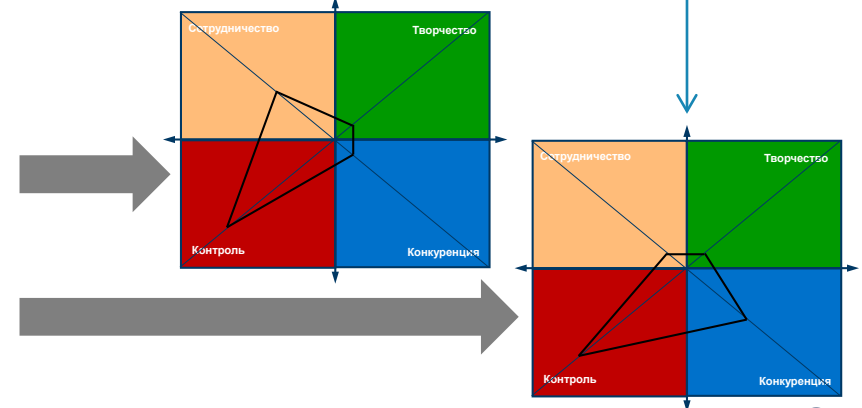 Сотрудничество
Творчество
Контроль
Конкуренция
Сотрудничество
Творчество
Контроль
Конкуренция